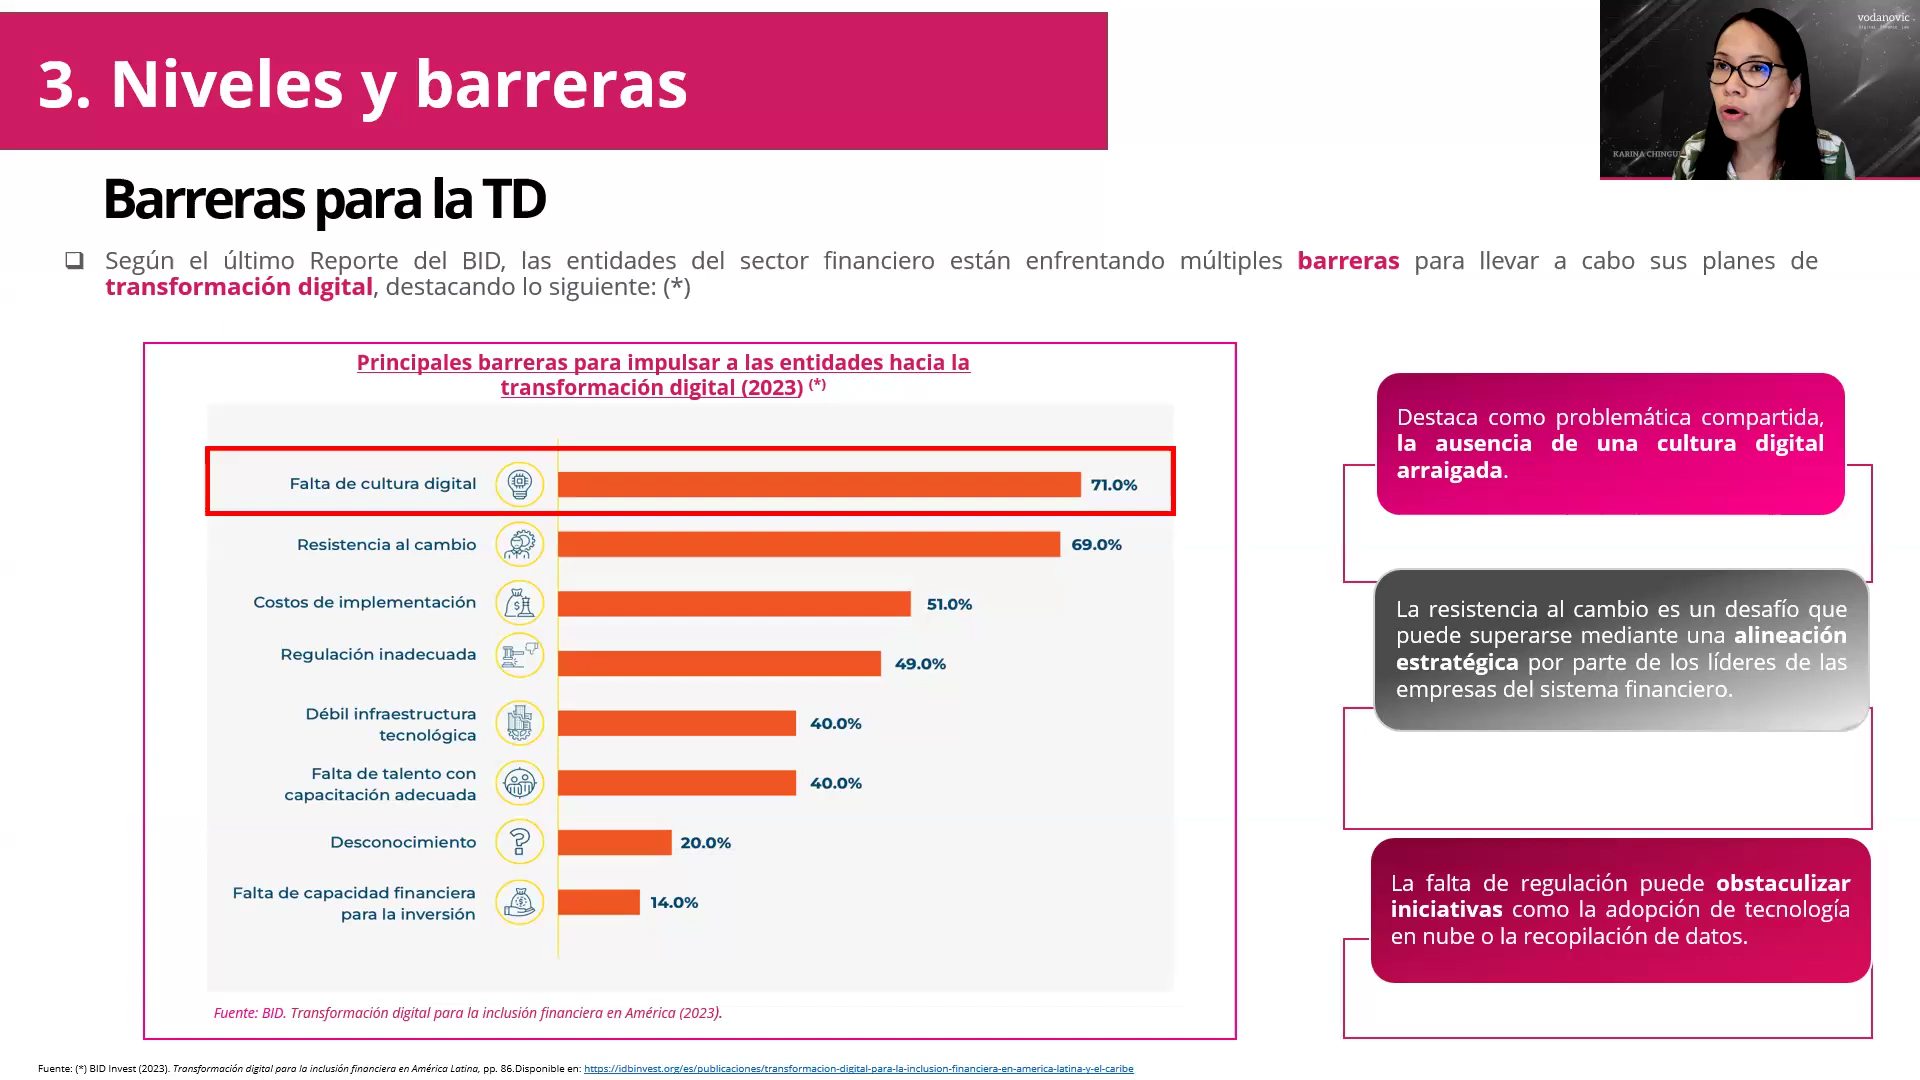 3. Niveles y barreras
vodanovic
Barreras para la TD
❑ Según el último Reporte del BID, las entidades del sector financiero están enfrentando múltiples barreras para llevar a cabo sus planes de
transformación digital, destacando lo siguiente: (*)
Principales barreras para impulsar a las entidades hacia la
transformación digital (2023) (*)
Falta de cultura digital 71.0%
Resistencia al cambio 69.0%
Costos de implementación 51.0%
Regulación inadecuada 49.0%
Débil infraestructura
tecnológica 40.0%
Falta de talento con
capacitación adecuada 40.0%
Desconocimiento 20.0%
Falta de capacidad financiera
para la inversión 14.0%
Fuente: BID. Transformación digital para la inclusión financiera en América (2023).
Destaca como problemática compartida,
la ausencia de una cultura digital
arraigada.
La resistencia al cambio es un desafío que
puede superarse mediante una alineación
estratégica por parte de los líderes de las
empresas del sistema financiero.
La falta de regulación puede obstaculizar
iniciativas como la adopción de tecnología
en nube o la recopilación de datos.
Fuente: (*) BID Invest (2023). Transformación digital para la inclusión financiera en América Latina, pp. 86.Disponible en: https://idbinvest.org/es/publicaciones/transformacion-digital-para-la-inclusion-financiera-en-america-latina-y-el-caribe
KARINA